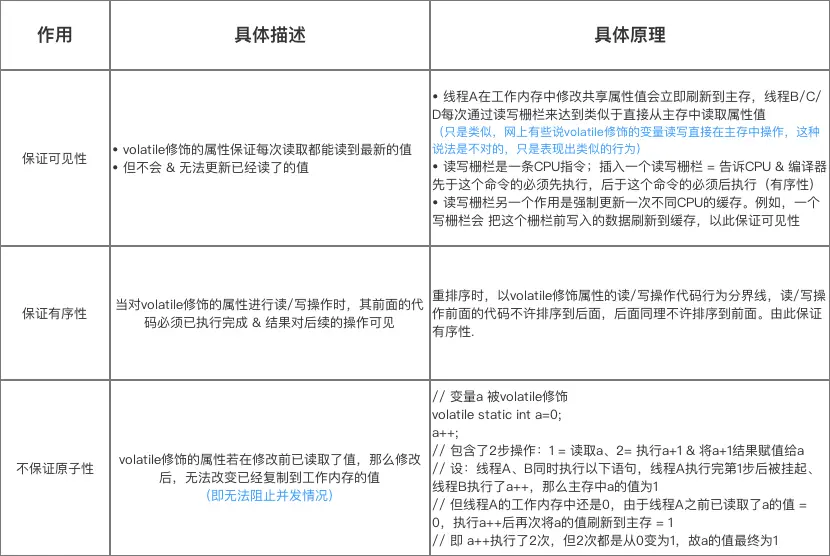 作用
具体描述
具体原理
保证可见性
• volatile修饰的属性保证每次读取都能读到最新的值
• 但不会 & 无法更新已经读了的值
• 线程A在工作内存中修改共享属性值会立即刷新到主存，线程B/C/
D每次通过读写栅栏来达到类似于直接从主存中读取属性值
（只是类似，网上有些说volatile修饰的变量读写直接在主存中操作，这种
说法是不对的，只是表现出类似的行为）
• 读写栅栏是一条CPU指令；插入一个读写栅栏 = 告诉CPU & 编译器
先于这个命令的必须先执行，后于这个命令的必须后执行（有序性）
• 读写栅栏另一个作用是强制更新一次不同CPU的缓存。例如，一个
写栅栏会 把这个栅栏前写入的数据刷新到缓存，以此保证可见性
保证有序性
当对volatile修饰的属性进行读/写操作时，其前面的代
码必须已执行完成 & 结果对后续的操作可见
重排序时，以volatile修饰属性的读/写操作代码行为分界线，读/写操
作前面的代码不许排序到后面，后面同理不许排序到前面。由此保证
有序性.
不保证原子性
volatile修饰的属性若在修改前已读取了值，那么修改
后，无法改变已经复制到工作内存的值
（即无法阻止并发情况）
// 变量a 被volatile修饰
volatile static int a=0;
a++;
// 包含了2步操作：1 = 读取a、2= 执行a+1 & 将a+1结果赋值给a
// 设：线程A、B同时执行以下语句，线程A执行完第1步后被挂起、
线程B执行了a++，那么主存中a的值为1
// 但线程A的工作内存中还是0，由于线程A之前已读取了a的值 =
0，执行a++后再次将a的值刷新到主存 = 1
// 即 a++执行了2次，但2次都是从0变为1，故a的值最终为1